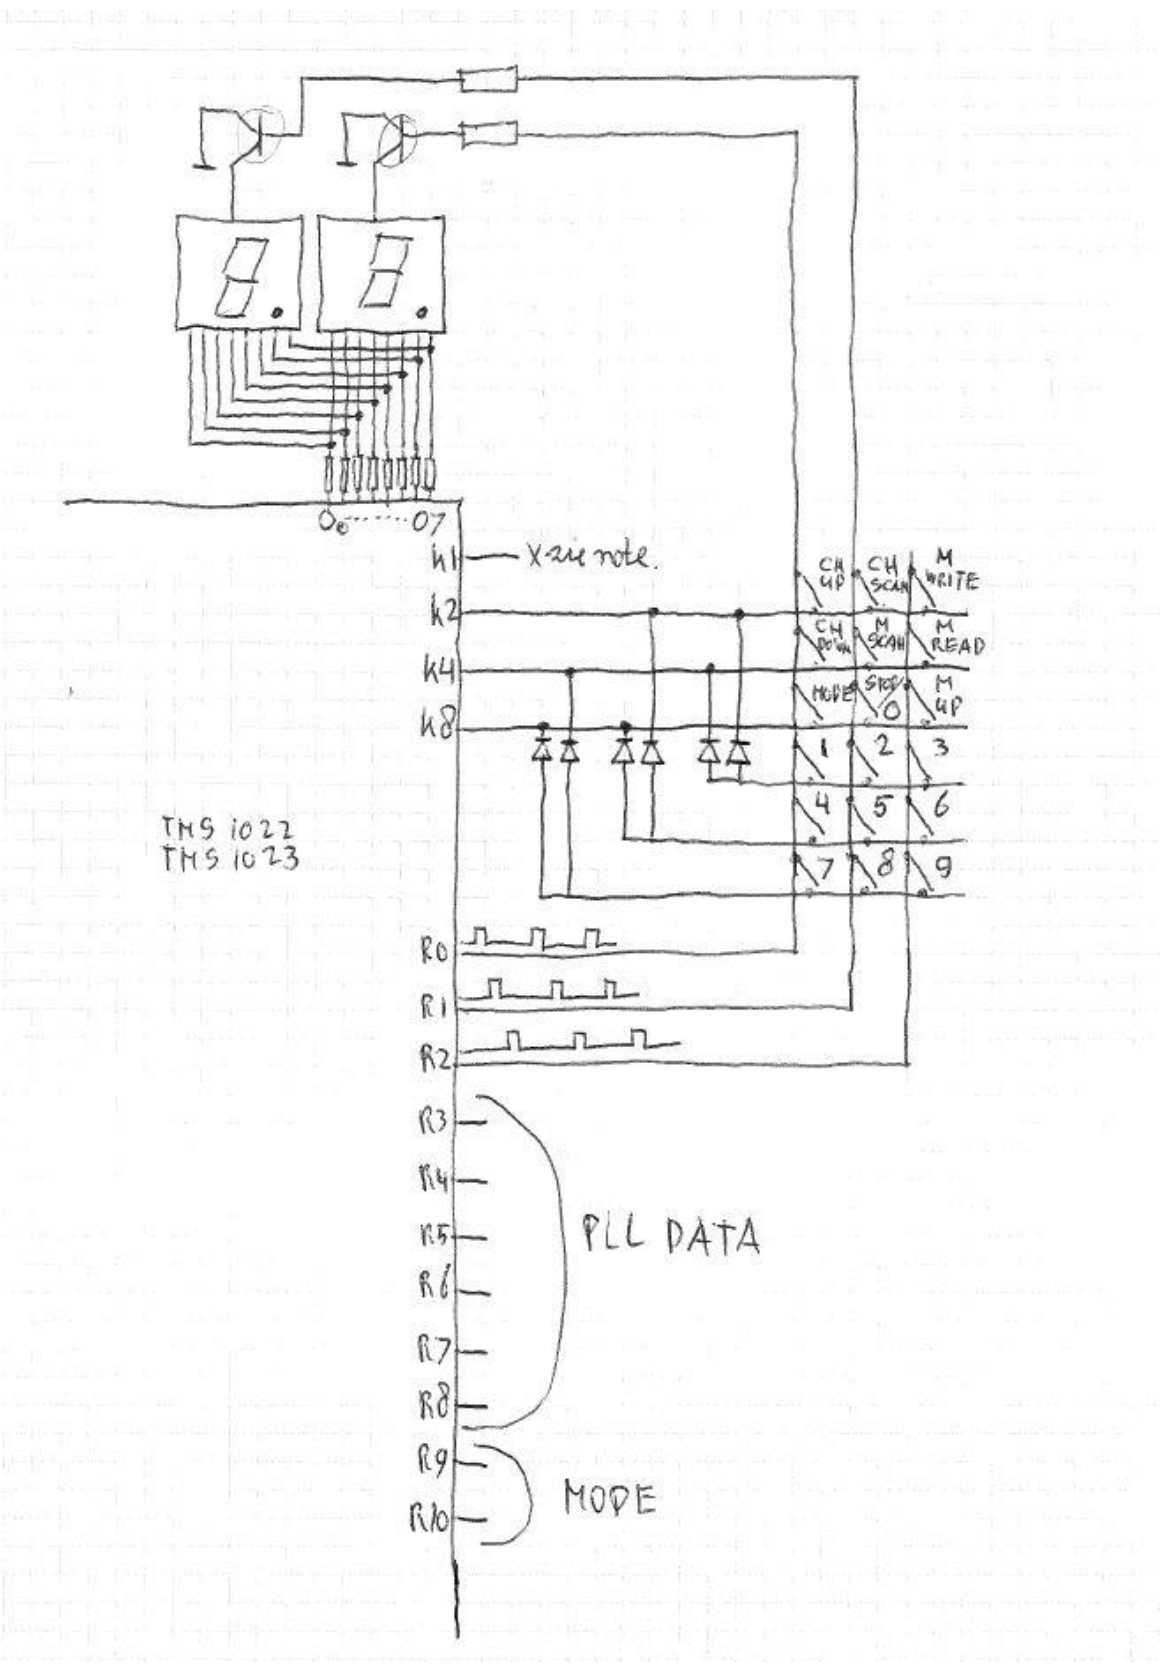 O0 ........ O7
K1 X-see note.
CH UP
CH SCAN
M WRITE
K2
CH DOWN
M SCAN
M READ
K4
MODE
STOP 0
M UP
K8
1 2 3
4 5 6
TMS 1022
TMS 1023
7 8 9
R0
R1
R2
R3
R4
R5
PLL DATA
R6
R7
R8
R9
MODE
R10